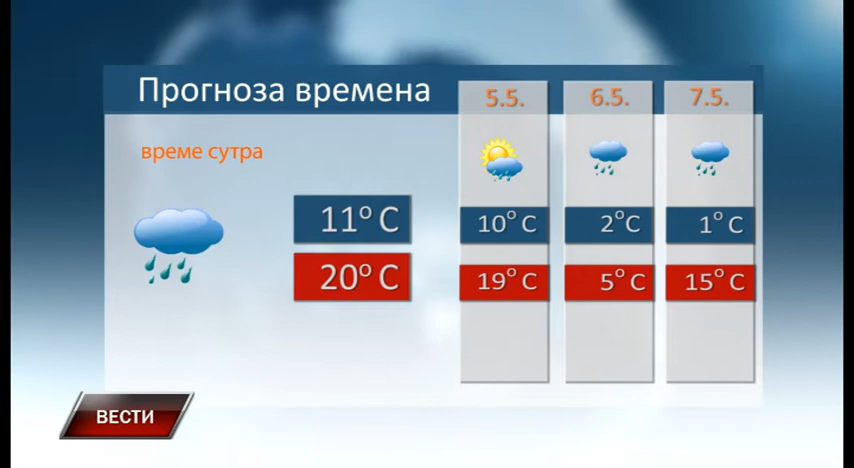 Прогноза времена
време сутра
11° C
20° C
5.5.
10° C
19° C
6.5.
2°C
5° C
7.5.
1° C
15° C
ВЕСТИ